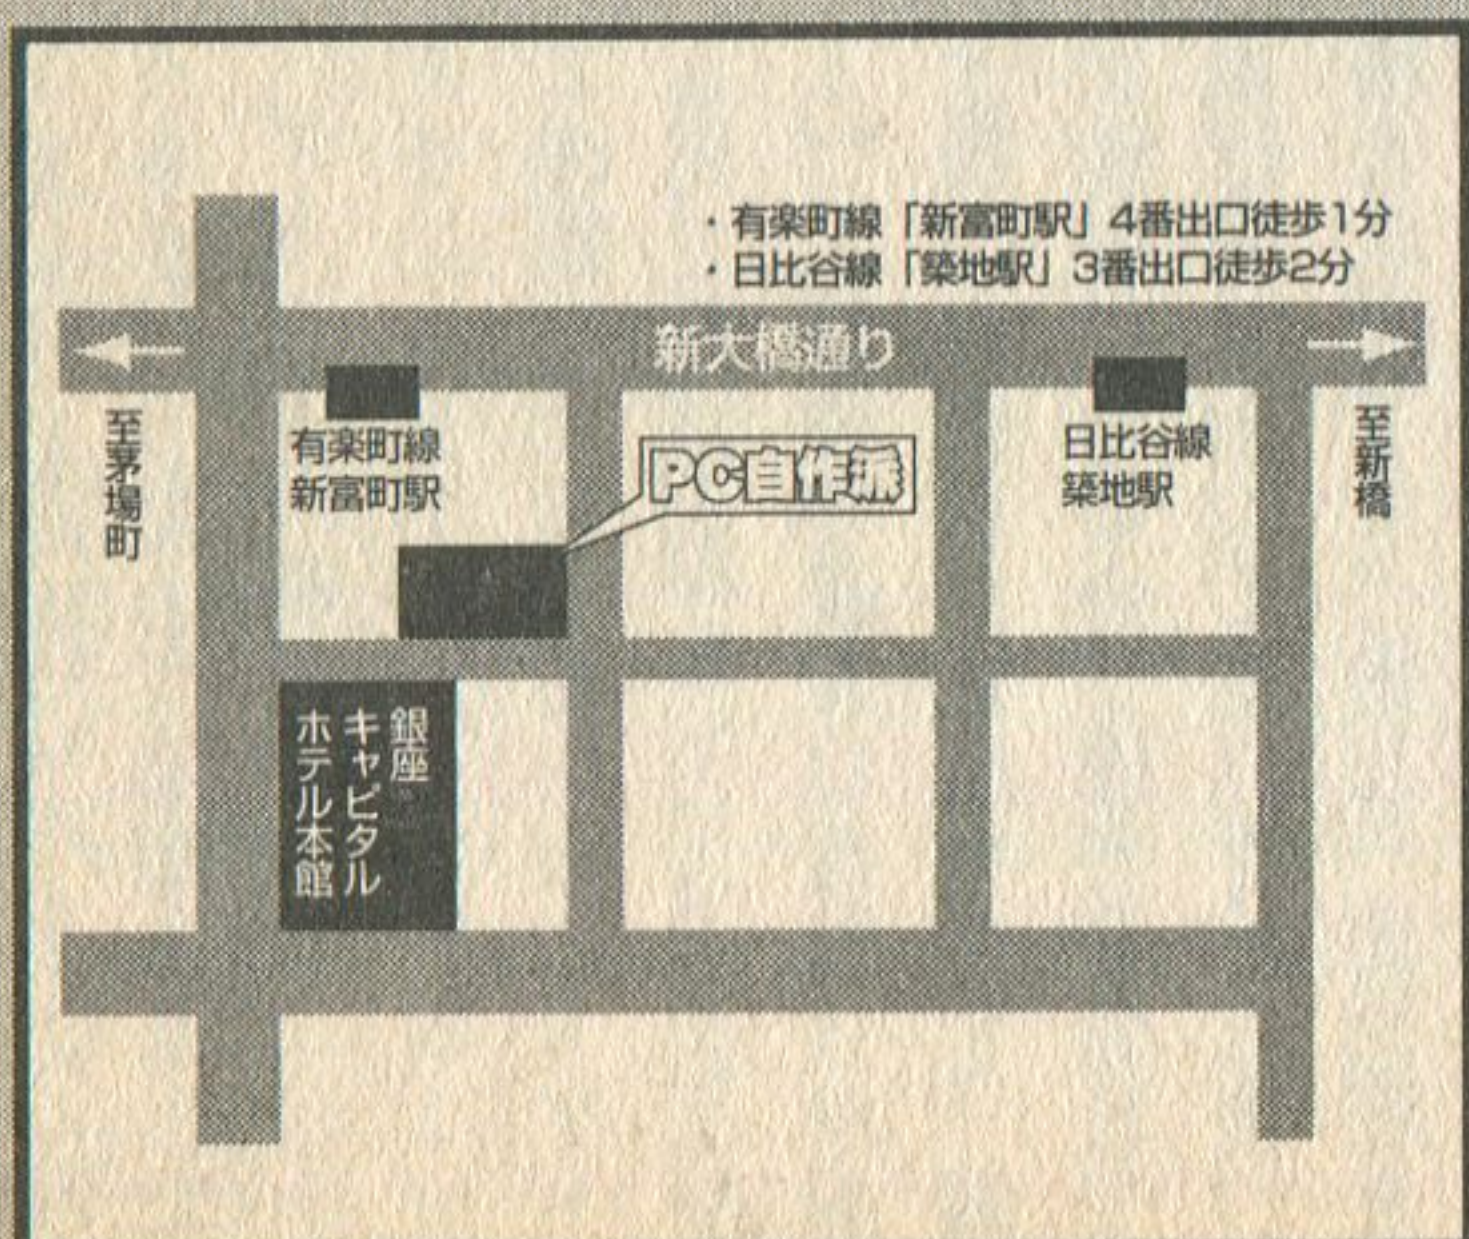 ・有楽町線「新富町駅」4番出口徒歩1分
・日比谷線「築地駅」3番出口徒歩2分
新大橋通り
至茅場町
有楽町線
新富町駅
PC自作派
日比谷線
築地駅
至新橋
銀座
キャピタル
ホテル本館